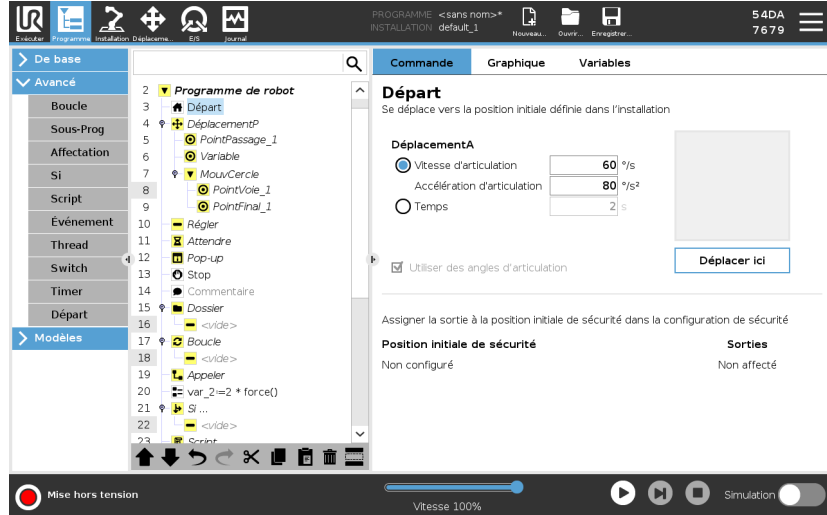 UR
Exécuter
Programme
Installation
Déplaceme...
E/S
Journal
PROGRAMME <sans nom>*
INSTALLATION default_1
Nouveau...
Ouvrir...
Enregistrer...
54DA
7679
De base
Avancé
Boucle
Sous-Prog
Affectation
Si
Script
Événement
Thread
Switch
Timer
Départ
Modèles
2 Programme de robot
3 Départ
4 DéplacementP
5 PointPassage_1
6 Variable
7 MouvCercle
8 PointVoie_1
9 PointFinal_1
10 Régler
11 Attendre
12 Pop-up
13 Stop
14 Commentaire
15 Dossier
16 <vide>
17 Boucle
18 <vide>
19 Appeler
20 var_2≔2 * force()
21 Si ...
22 <vide>
23 Script
Commande Graphique Variables
Départ
Se déplace vers la position initiale définie dans l'installation
DéplacementA
Vitesse d'articulation 60 °/s
Accélération d'articulation 80 °/s²
Temps 2 s
Utiliser des angles d'articulation
Déplacer ici
Assigner la sortie à la position initiale de sécurité dans la configuration de sécurité
Position initiale de sécurité Sorties
Non configuré Non affecté
Mise hors tension
Vitesse 100%
Simulation